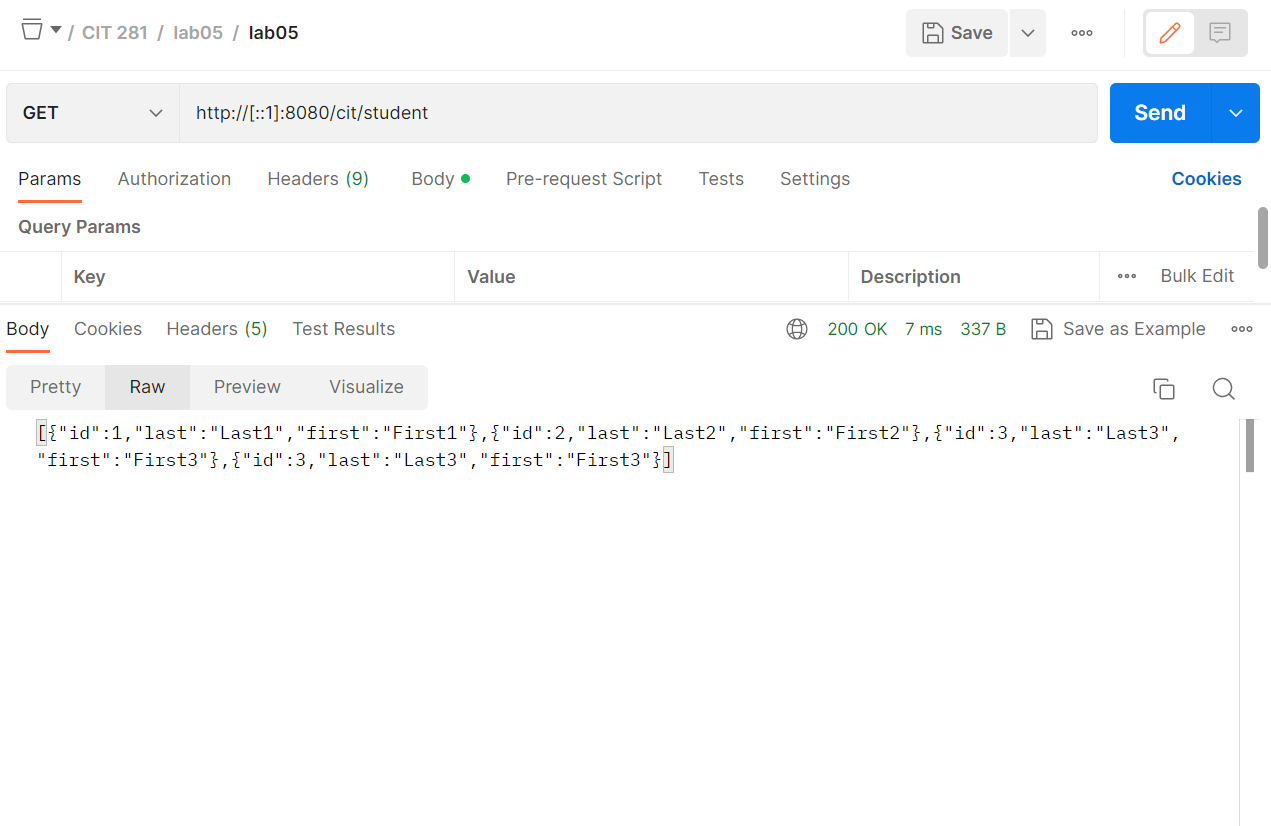 / CIT 281 / lab05 / lab05 Save
GET http://[::1]:8080/cit/student Send
Params Authorization Headers (9) Body Pre-request Script Tests Settings Cookies
Query Params
Key Value Description Bulk Edit
Body Cookies Headers (5) Test Results 200 OK 7 ms 337 B Save as Example
Pretty Raw Preview Visualize
[{"id":1,"last":"Last1","first":"First1"},{"id":2,"last":"Last2","first":"First2"},{"id":3,"last":"Last3",
"first":"First3"},{"id":3,"last":"Last3","first":"First3"}]